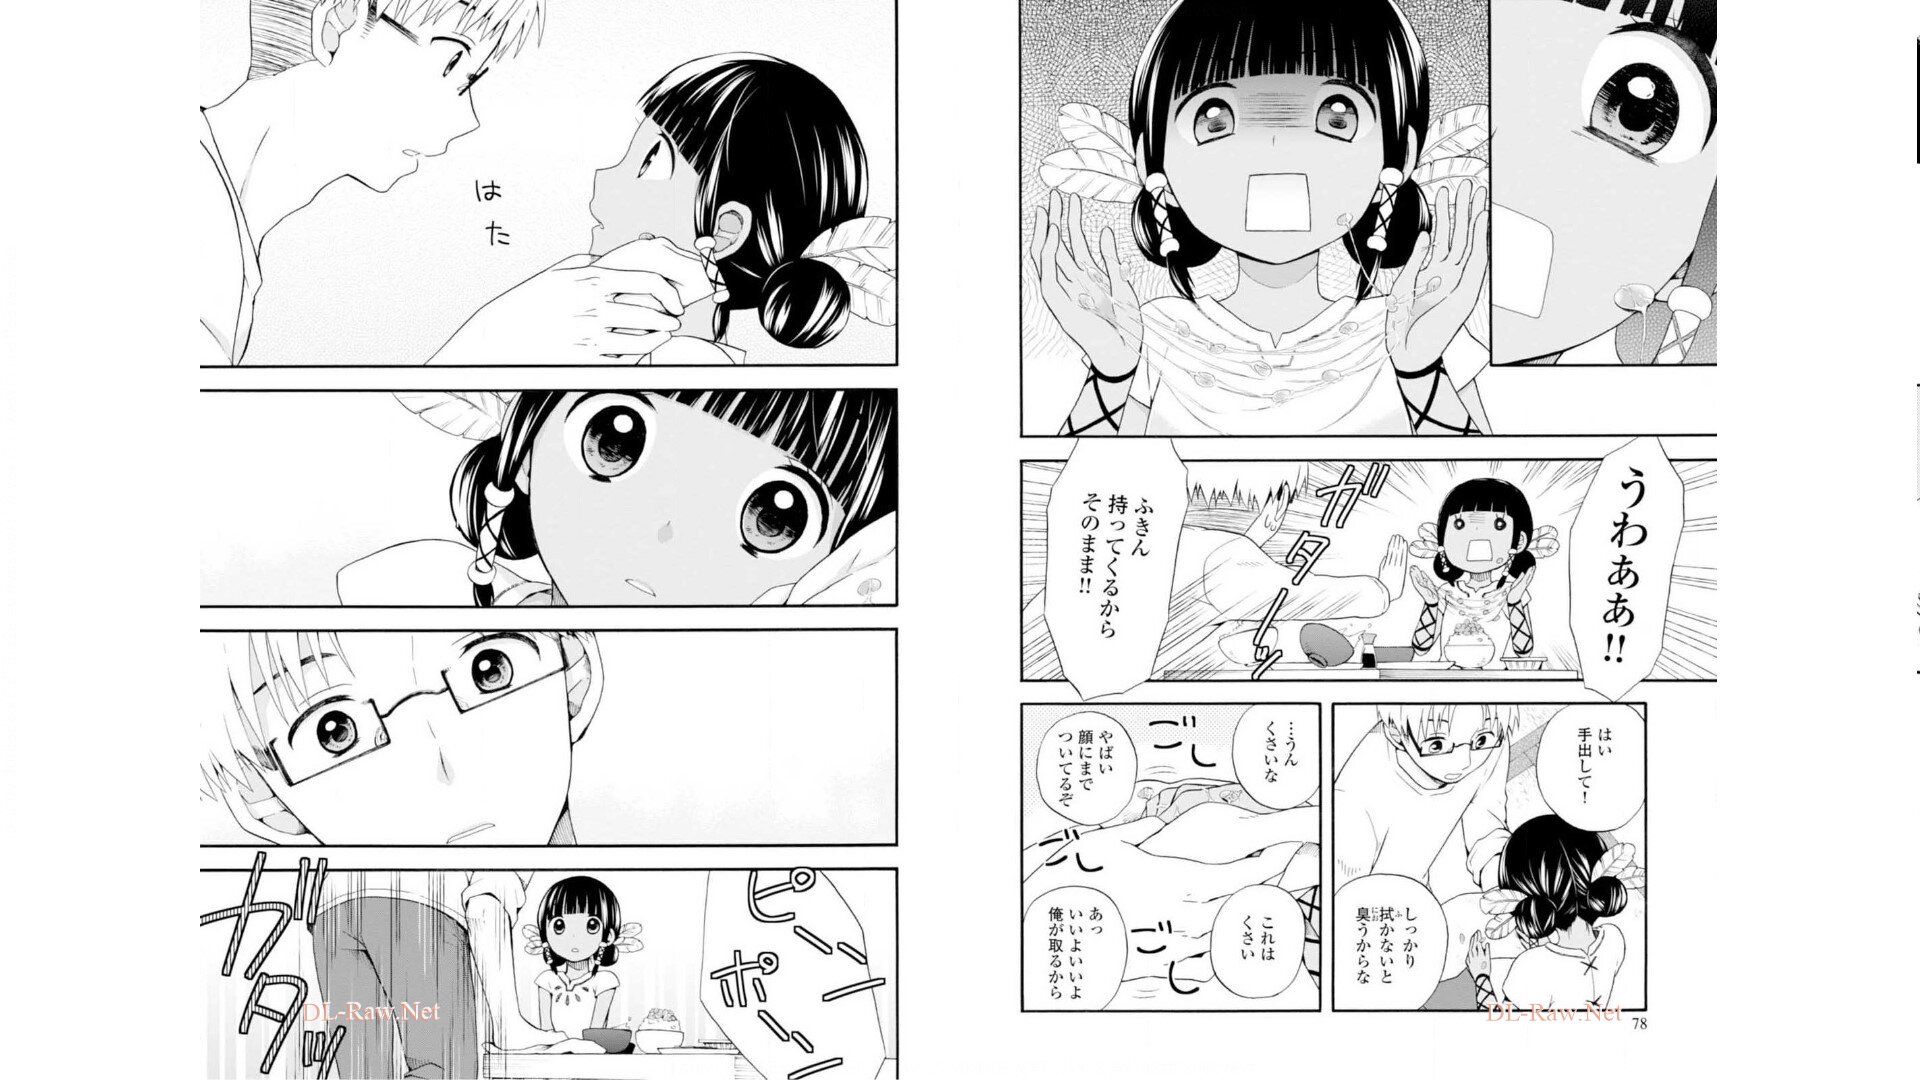 うわぁぁ!!
ガタ
ーッ
ふきん
持ってくるから
そのまま!!
はい
手出して!
しっかり
拭かないと
臭うからな
…うん
くさいな
これは
くさい
ごし
やばい
顔にまで
ついてるぞ
ごし
ごし
あっ
いいよいいよ
俺が取るから
78
DL-Raw.Net
はた
ピーン
ポーン
ガタタッ
DL-Raw.Net